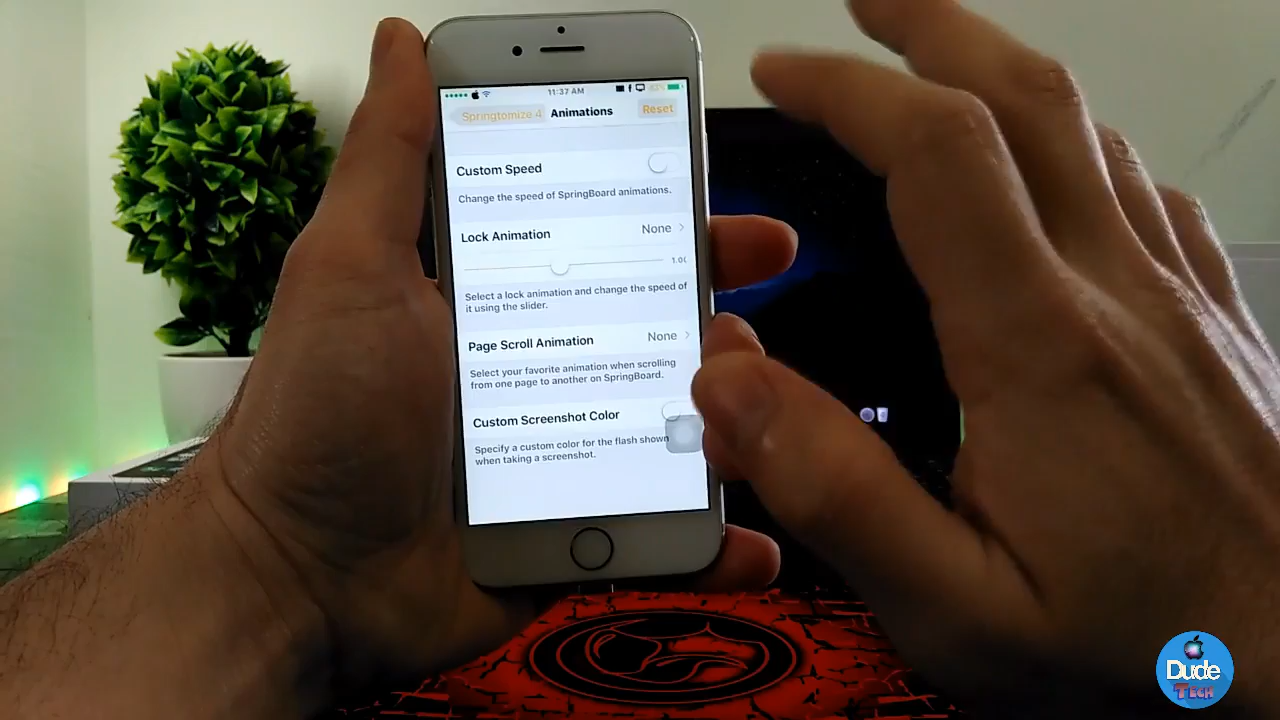 11:37 AM
Springtomize 4 Animations Reset
Custom Speed
Change the speed of SpringBoard animations.
Lock Animation None
1.0(
Select a lock animation and change the speed of
it using the slider.
Page Scroll Animation None
Select your favorite animation when scrolling
from one page to another on SpringBoard.
Custom Screenshot Color
Specify a custom color for the flash shown
when taking a screenshot.
Dude
Tech